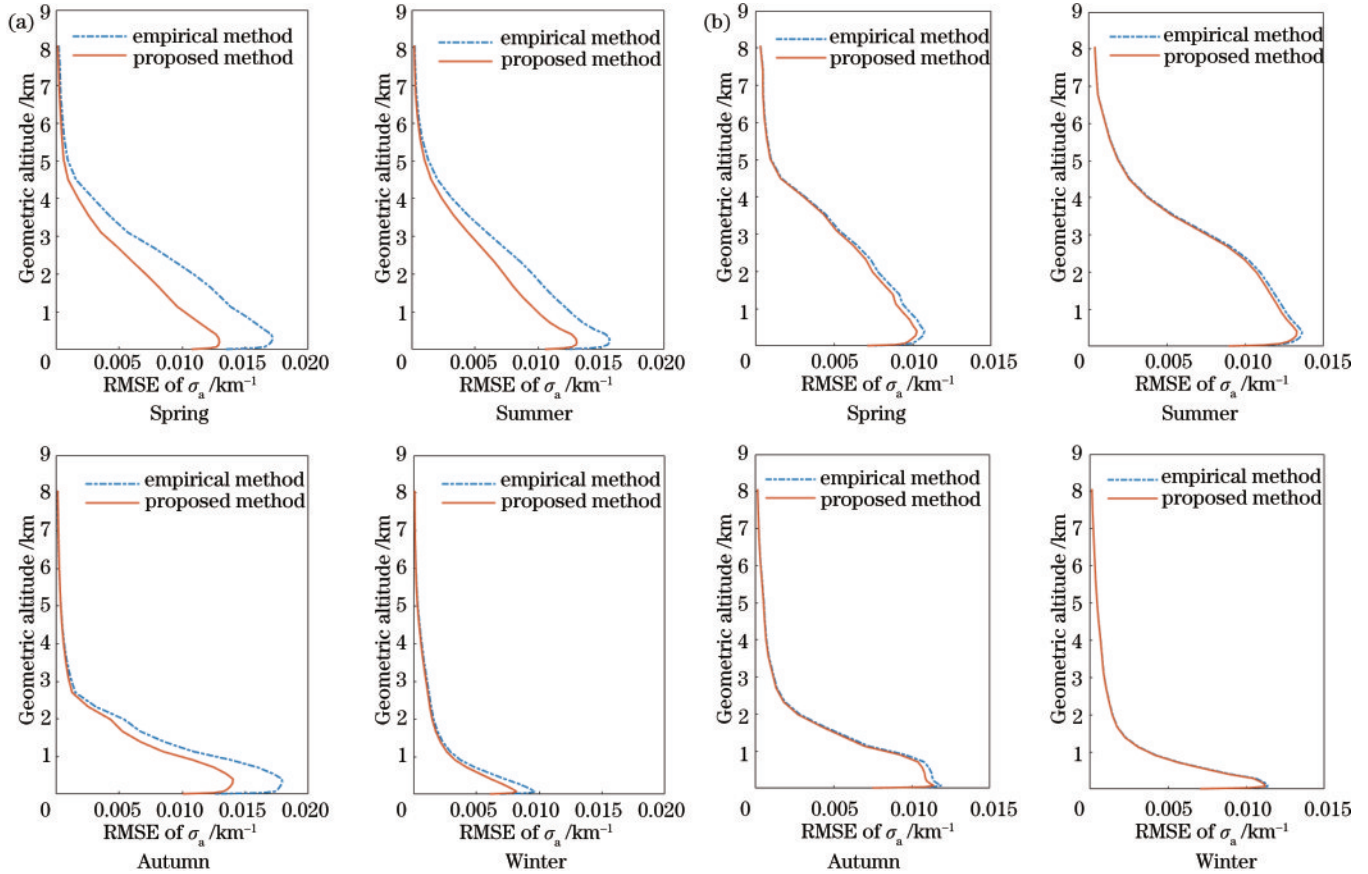 (a)
9
8
7
6
5
4
3
2
1
Geometric altitude /km
empirical method
proposed method
0 0.005 0.010 0.015 0.020
RMSE of σₐ /km⁻¹
Spring
9
8
7
6
5
4
3
2
1
Geometric altitude /km
empirical method
proposed method
0 0.005 0.010 0.015 0.020
RMSE of σₐ /km⁻¹
Summer
(b)
9
8
7
6
5
4
3
2
1
Geometric altitude /km
empirical method
proposed method
0 0.005 0.010 0.015
RMSE of σₐ /km⁻¹
Spring
9
8
7
6
5
4
3
2
1
Geometric altitude /km
empirical method
proposed method
0 0.005 0.010 0.015
RMSE of σₐ /km⁻¹
Summer
9
8
7
6
5
4
3
2
1
Geometric altitude /km
empirical method
proposed method
0 0.005 0.010 0.015 0.020
RMSE of σₐ /km⁻¹
Autumn
9
8
7
6
5
4
3
2
1
Geometric altitude /km
empirical method
proposed method
0 0.005 0.010 0.015 0.020
RMSE of σₐ /km⁻¹
Winter
9
8
7
6
5
4
3
2
1
Geometric altitude /km
empirical method
proposed method
0 0.005 0.010 0.015
RMSE of σₐ /km⁻¹
Autumn
9
8
7
6
5
4
3
2
1
Geometric altitude /km
empirical method
proposed method
0 0.005 0.010 0.015
RMSE of σₐ /km⁻¹
Winter